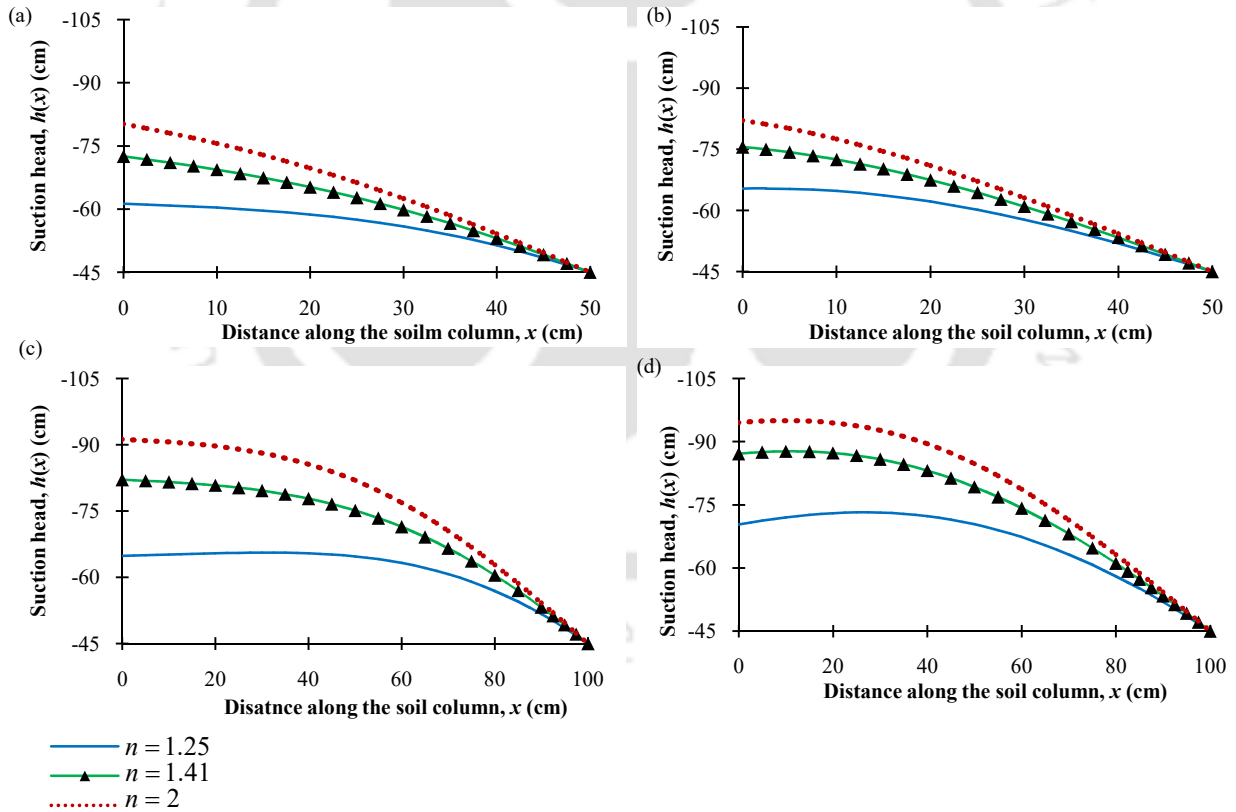 (a)
-105
-90
-75
-60
-45
Suction head, h(x) (cm)
0 10 20 30 40 50
Distance along the soilm column, x (cm)
(b)
-105
-90
-75
-60
-45
Suction head, h(x) (cm)
0 10 20 30 40 50
Distance along the soil column, x (cm)
(c)
-105
-90
-75
-60
-45
Suction head, h(x) (cm)
0 20 40 60 80 100
Disatnce along the soil column, x (cm)
(d)
-105
-90
-75
-60
-45
Suction head, h(x) (cm)
0 20 40 60 80 100
Distance along the soil column, x (cm)
n = 1.25
n = 1.41
n = 2